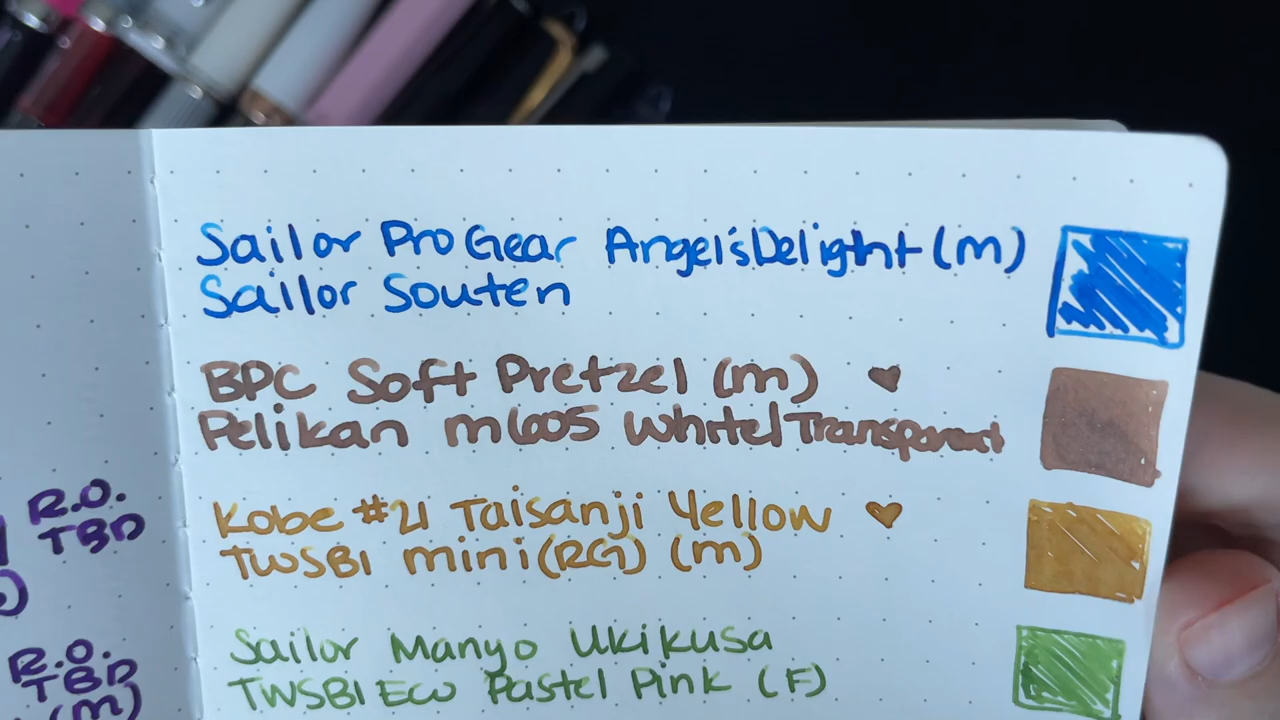 Sailor Pro Gear Angel's Delight (m)
Sailor Souten
BPC Soft Pretzel (m) ♥
Pelikan m605 White/Transparent
Kobe #21 Taisanji Yellow ♥
TWSBI mini (RG) (m)
Sailor Manyo Ukikusa
TWSBI Eco Pastel Pink (F)
R.O.
TBD
R.O.
TBD
(m)